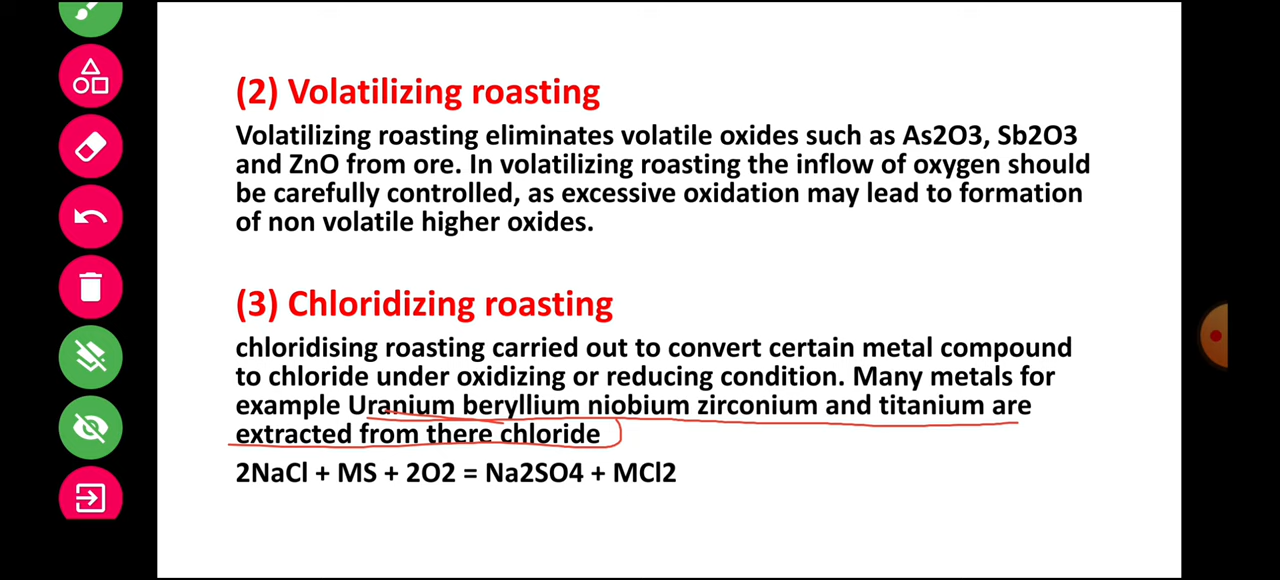 (2) Volatilizing roasting
Volatilizing roasting eliminates volatile oxides such as As2O3, Sb2O3
and ZnO from ore. In volatilizing roasting the inflow of oxygen should
be carefully controlled, as excessive oxidation may lead to formation
of non volatile higher oxides.
(3) Chloridizing roasting
chloridising roasting carried out to convert certain metal compound
to chloride under oxidizing or reducing condition. Many metals for
example Uranium beryllium niobium zirconium and titanium are
extracted from there chloride
2NaCl + MS + 2O2 = Na2SO4 + MCl2